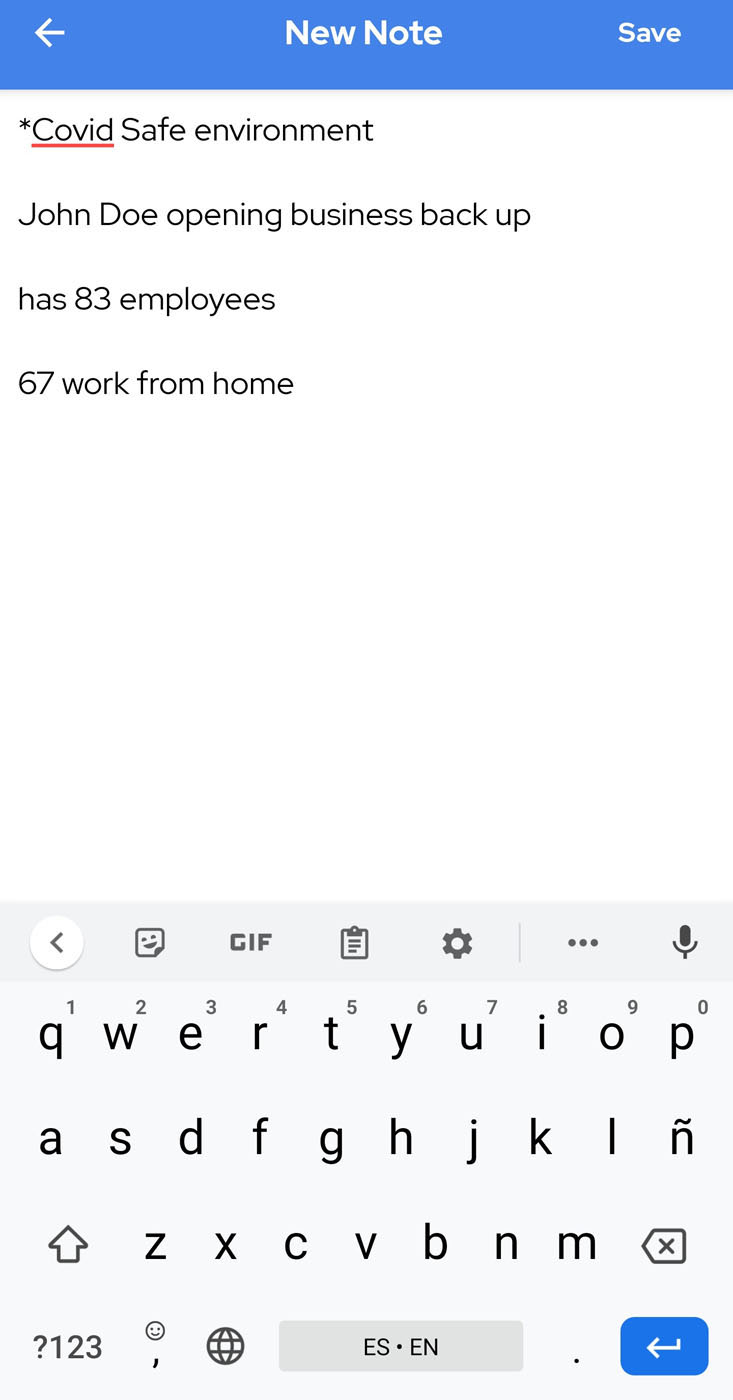 New Note
Save
*Covid Safe environment
John Doe opening business back up
has 83 employees
67 work from home
GIF
1 2 3 4 5 6 7 8 9 0
q w e r t y u i o p
a s d f g h j k l ñ
z x c v b n m
?123 , ES • EN .